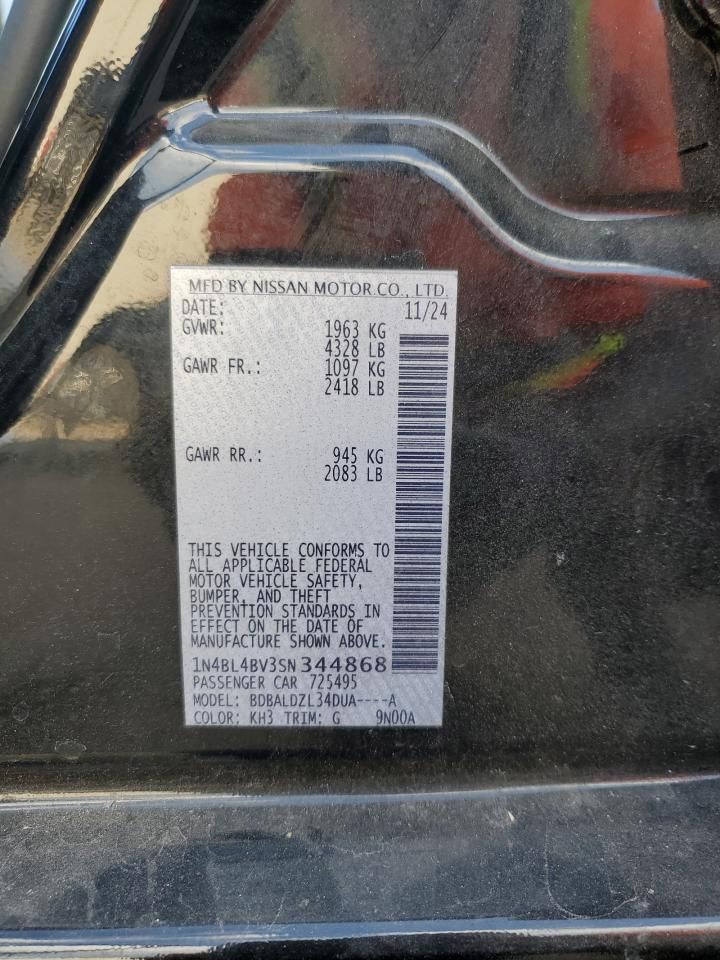 MFD BY NISSAN MOTOR CO., LTD.
DATE: 11/24
GVWR: 1963 KG
4328 LB
GAWR FR.: 1097 KG
2418 LB
GAWR RR.: 945 KG
2083 LB
THIS VEHICLE CONFORMS TO
ALL APPLICABLE FEDERAL
MOTOR VEHICLE SAFETY,
BUMPER, AND THEFT
PREVENTION STANDARDS IN
EFFECT ON THE DATE OF
MANUFACTURE SHOWN ABOVE.
1N4BL4BV3SN344868
PASSENGER CAR 725495
MODEL: BDBALDZL34DUA----A
COLOR: KH3 TRIM: G 9N00A